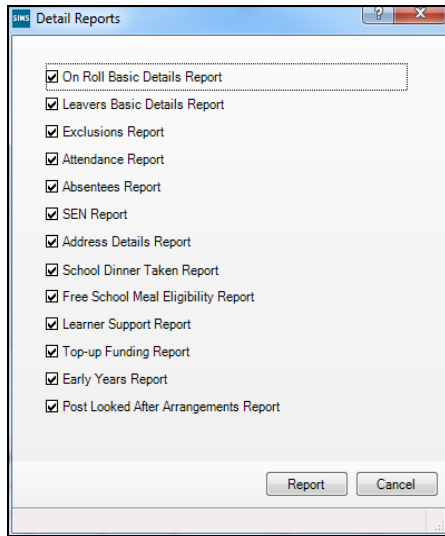 SIMS Detail Reports
On Roll Basic Details Report
Leavers Basic Details Report
Exclusions Report
Attendance Report
Absentees Report
SEN Report
Address Details Report
School Dinner Taken Report
Free School Meal Eligibility Report
Learner Support Report
Top-up Funding Report
Early Years Report
Post Looked After Arrangements Report
Report Cancel